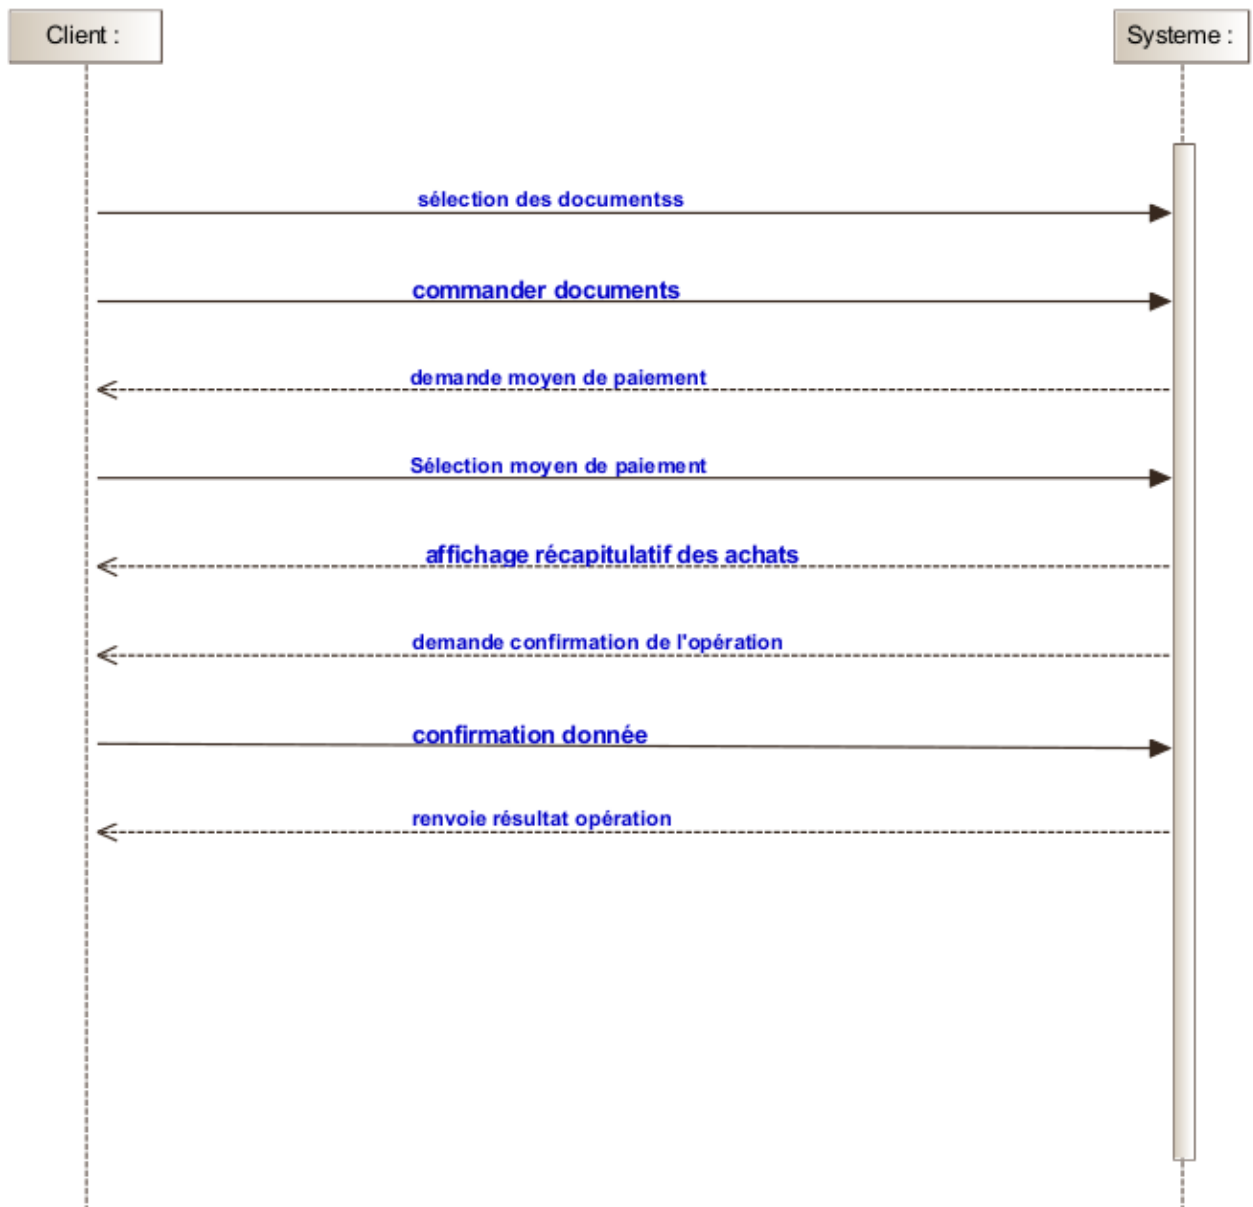 Client :
Systeme :
sélection des documentss
commander documents
demande moyen de paiement
Sélection moyen de paiement
affichage récapitulatif des achats
demande confirmation de l'opération
confirmation donnée
renvoie résultat opération